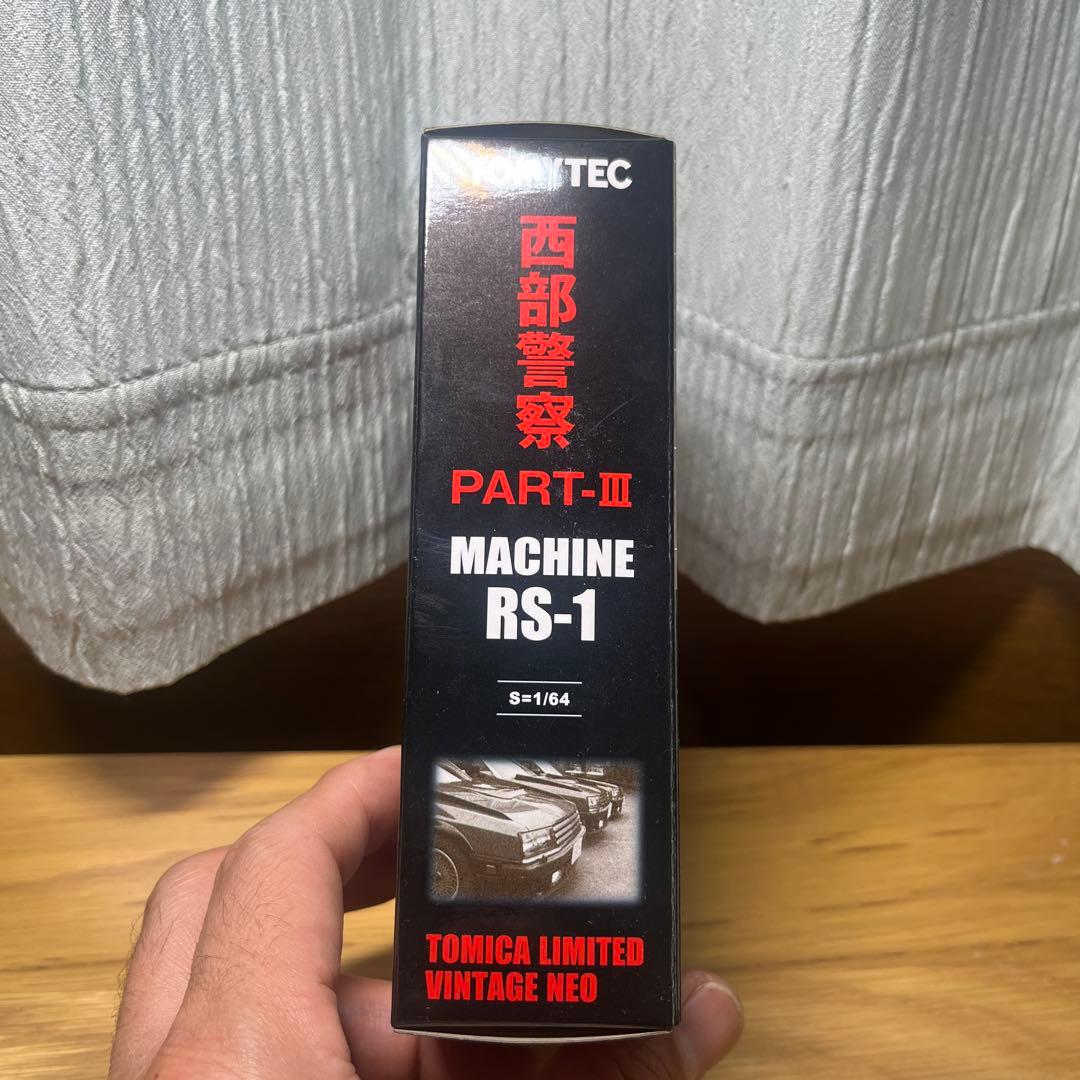 TOMYTEC
西部警察
PART-III
MACHINE
RS-1
S=1/64
TOMICA LIMITED
VINTAGE NEO